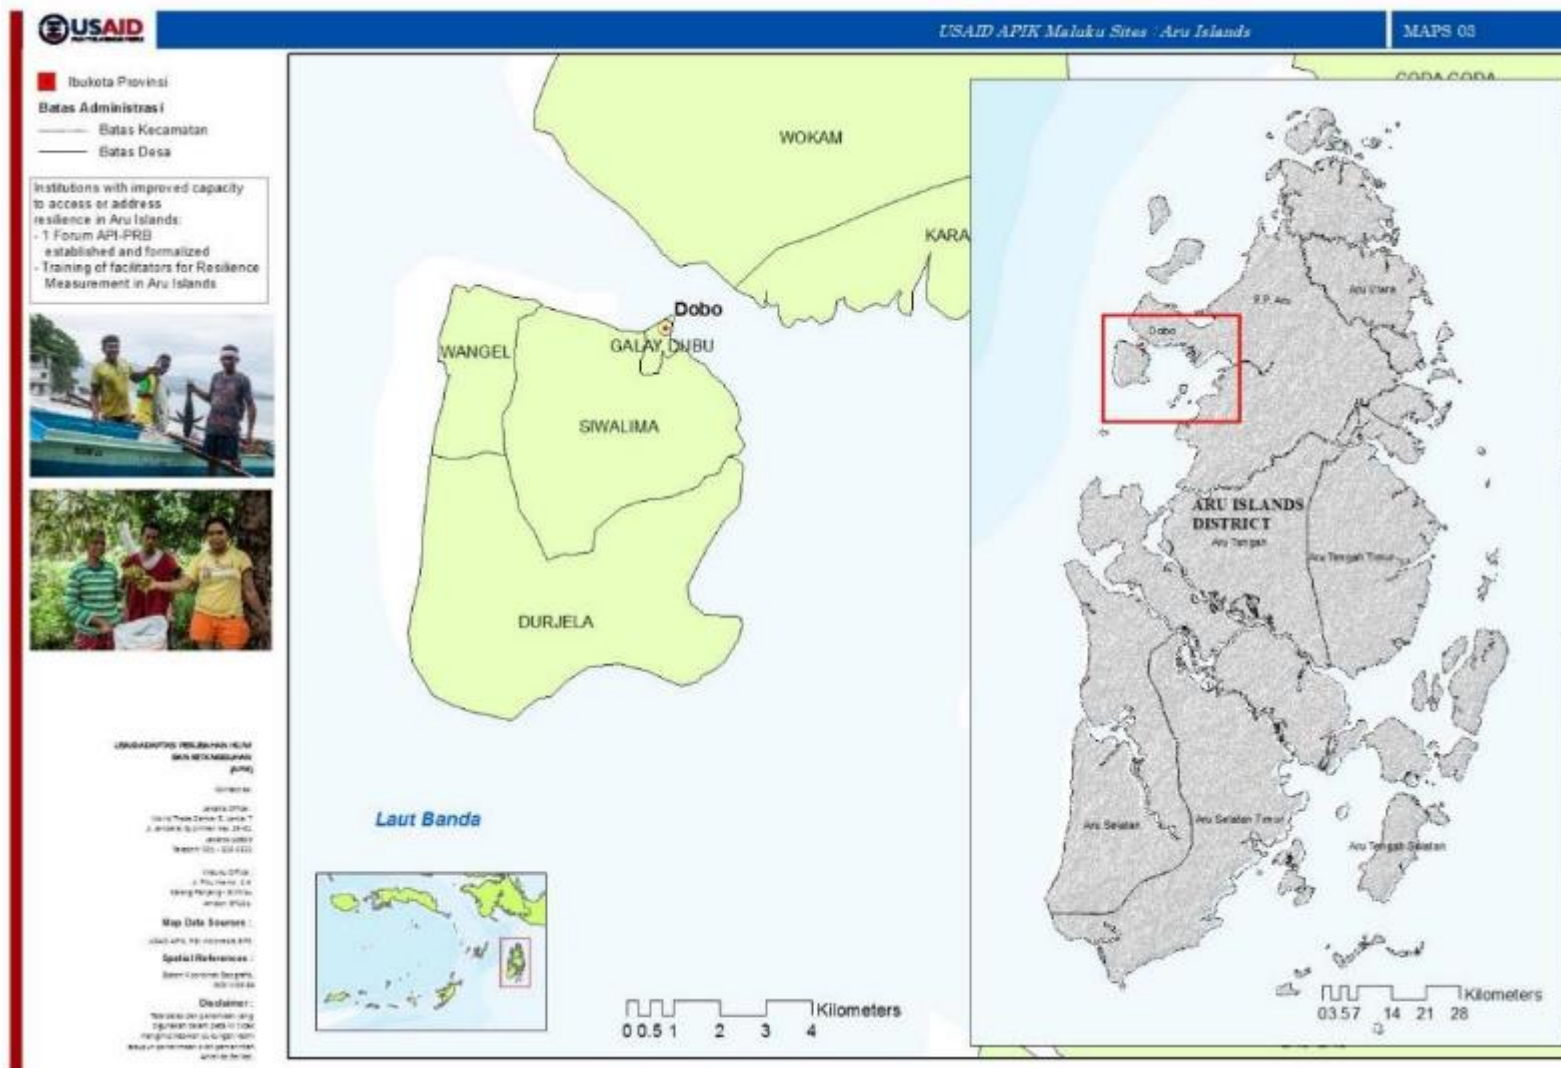 USAID
USAID APIK Maluku Sites : Aru Islands
MAPS 03
Ibukota Provinsi
Batas Administrasi
Batas Kecamatan
Batas Desa
Institutions with improved capacity
to access or address
resilience in Aru Islands:
- 1 Forum API-PRB
established and formalized
- Training of facilitators for Resilience
Measurement in Aru Islands
Map Data Sources :
Spatial References :
Disclaimer :
WOKAM
KARA
Dobo
GALAY DUBU
WANGEL
SIWALIMA
DURJELA
Laut Banda
Kilometers
0 0.5 1 2 3 4
Aru Utara
P.P. Aru
Dobo
ARU ISLANDS
DISTRICT
Aru Tengah
Aru Tengah Timur
Aru Selatan
Aru Selatan Timur
Aru Tengah Selatan
Kilometers
03.57 14 21 28